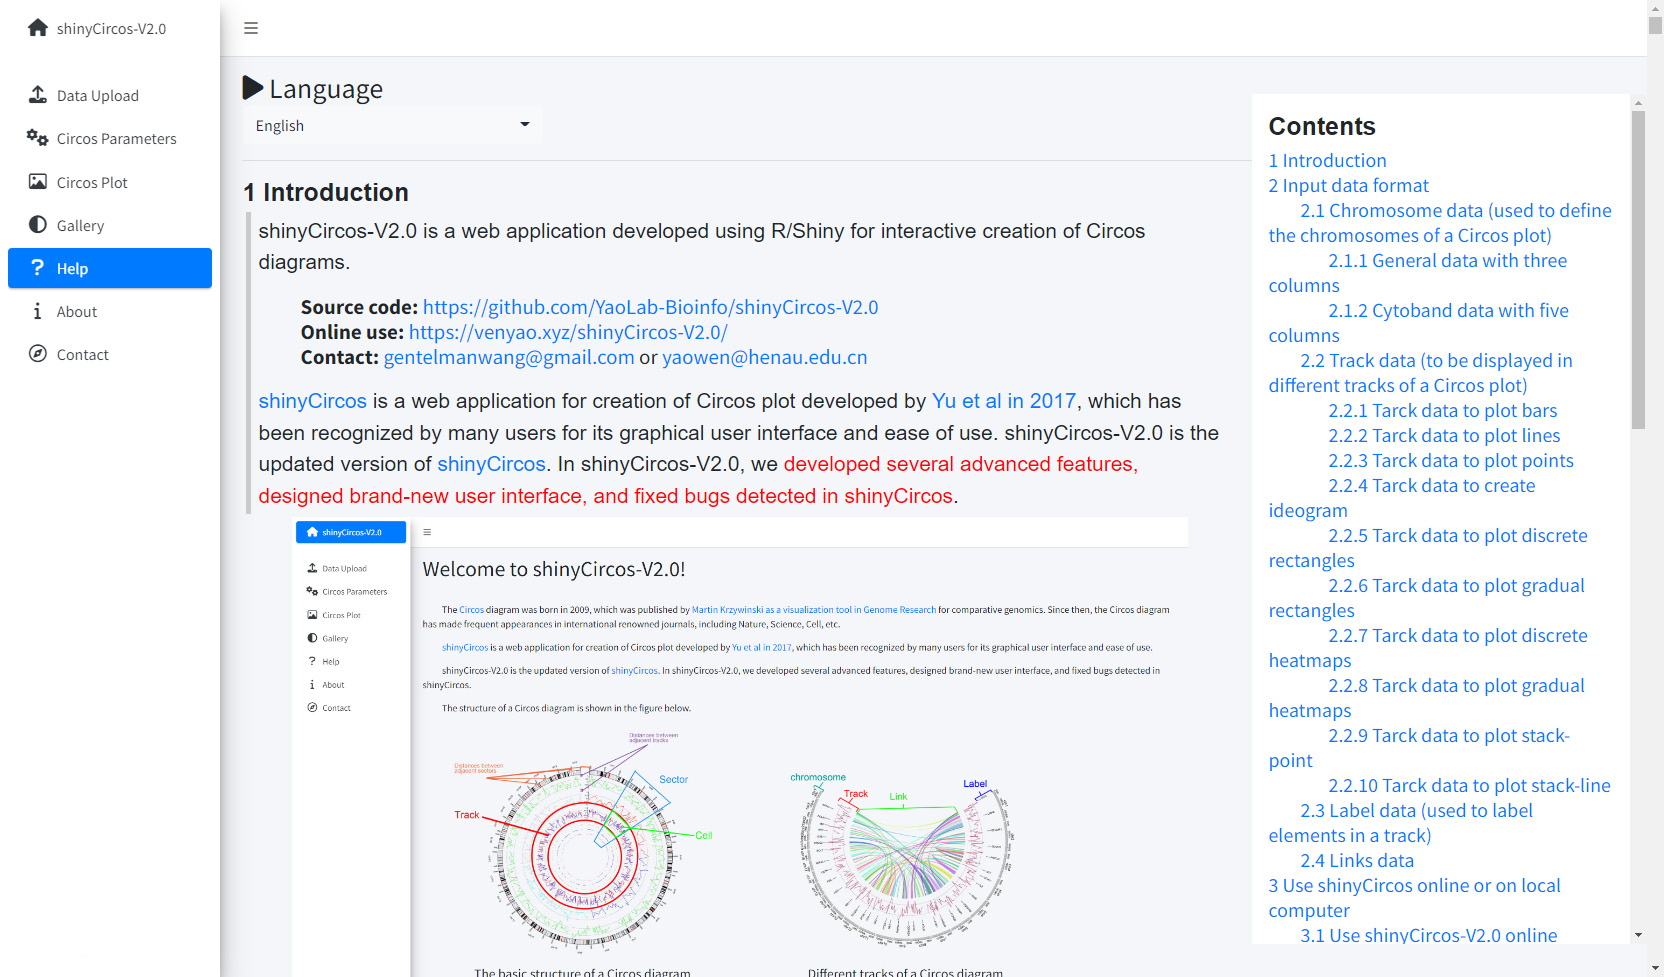 shinyCircos-V2.0
Data Upload
Circos Parameters
Circos Plot
Gallery
Help
About
Contact
Language
English
1 Introduction
shinyCircos-V2.0 is a web application developed using R/Shiny for interactive creation of Circos
diagrams.
Source code: https://github.com/YaoLab-Bioinfo/shinyCircos-V2.0
Online use: https://venyao.xyz/shinyCircos-V2.0/
Contact: gentelmanwang@gmail.com or yaowen@henau.edu.cn
shinyCircos is a web application for creation of Circos plot developed by Yu et al in 2017, which has
been recognized by many users for its graphical user interface and ease of use. shinyCircos-V2.0 is the
updated version of shinyCircos. In shinyCircos-V2.0, we developed several advanced features,
designed brand-new user interface, and fixed bugs detected in shinyCircos.
shinyCircos-V2.0
Data Upload
Circos Parameters
Circos Plot
Gallery
Help
About
Contact
Welcome to shinyCircos-V2.0!
The Circos diagram was born in 2009, which was published by Martin Krzywinski as a visualization tool in Genome Research for comparative genomics. Since then, the Circos diagram
has made frequent appearances in international renowned journals, including Nature, Science, Cell, etc.
shinyCircos is a web application for creation of Circos plot developed by Yu et al in 2017, which has been recognized by many users for its graphical user interface and ease of use.
shinyCircos-V2.0 is the updated version of shinyCircos. In shinyCircos-V2.0, we developed several advanced features, designed brand-new user interface, and fixed bugs detected in
shinyCircos.
The structure of a Circos diagram is shown in the figure below.
Distances between
adjacent tracks
Distances between
adjacent sectors
Sector
Track
Cell
chromosome
Track
Link
Label
The basic structure of a Circos diagram
Different tracks of a Circos diagram
Contents
1 Introduction
2 Input data format
2.1 Chromosome data (used to define
the chromosomes of a Circos plot)
2.1.1 General data with three
columns
2.1.2 Cytoband data with five
columns
2.2 Track data (to be displayed in
different tracks of a Circos plot)
2.2.1 Tarck data to plot bars
2.2.2 Tarck data to plot lines
2.2.3 Tarck data to plot points
2.2.4 Tarck data to create
ideogram
2.2.5 Tarck data to plot discrete
rectangles
2.2.6 Tarck data to plot gradual
rectangles
2.2.7 Tarck data to plot discrete
heatmaps
2.2.8 Tarck data to plot gradual
heatmaps
2.2.9 Tarck data to plot stack-
point
2.2.10 Tarck data to plot stack-line
2.3 Label data (used to label
elements in a track)
2.4 Links data
3 Use shinyCircos online or on local
computer
3.1 Use shinyCircos-V2.0 online